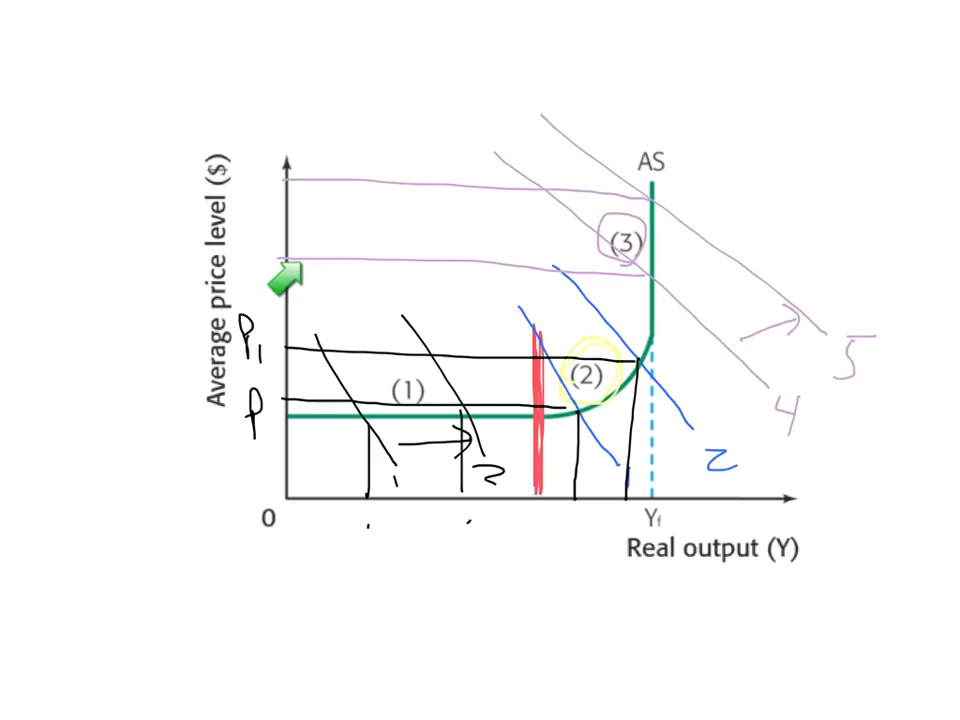 AS
Average price level ($)
(3)
5
P1
(2)
(1)
4
P
2
1
2
0
Yf
Real output (Y)